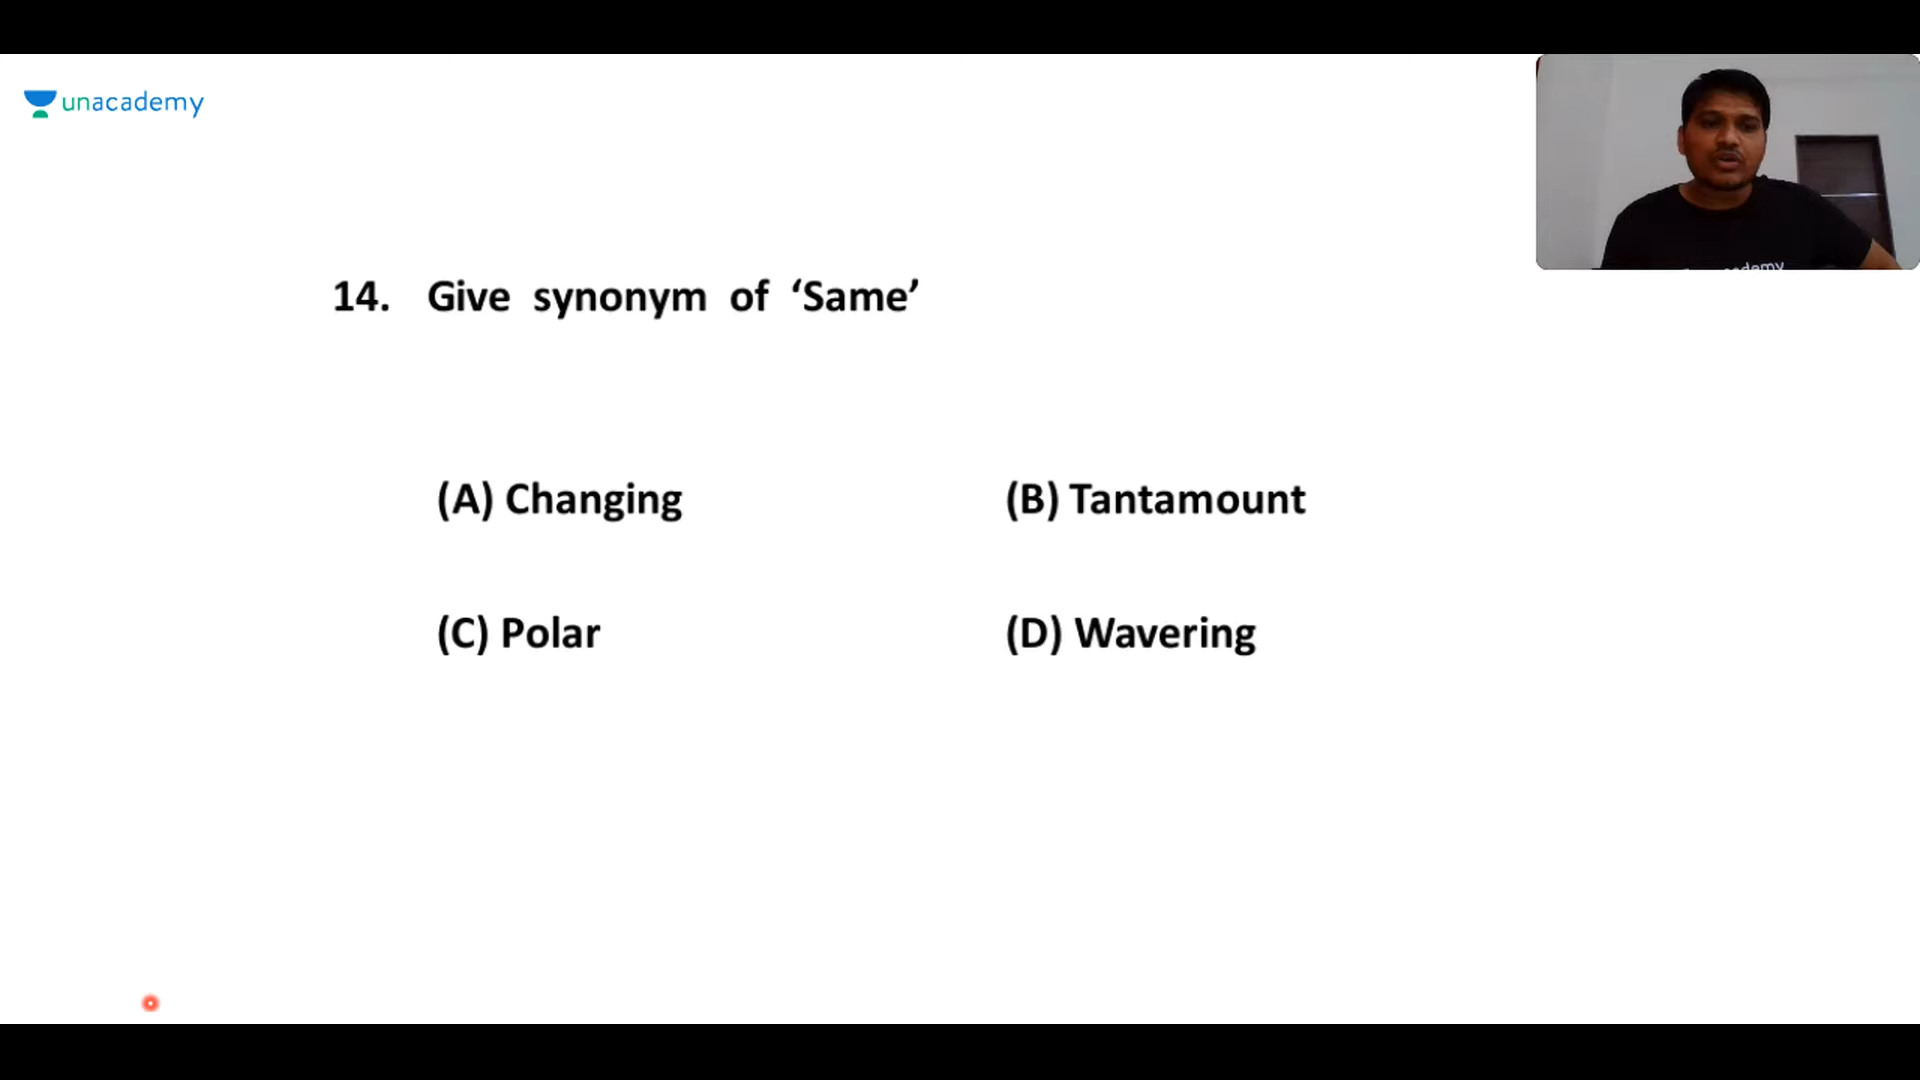 unacademy
14. Give synonym of ‘Same’
(A) Changing
(B) Tantamount
(C) Polar
(D) Wavering